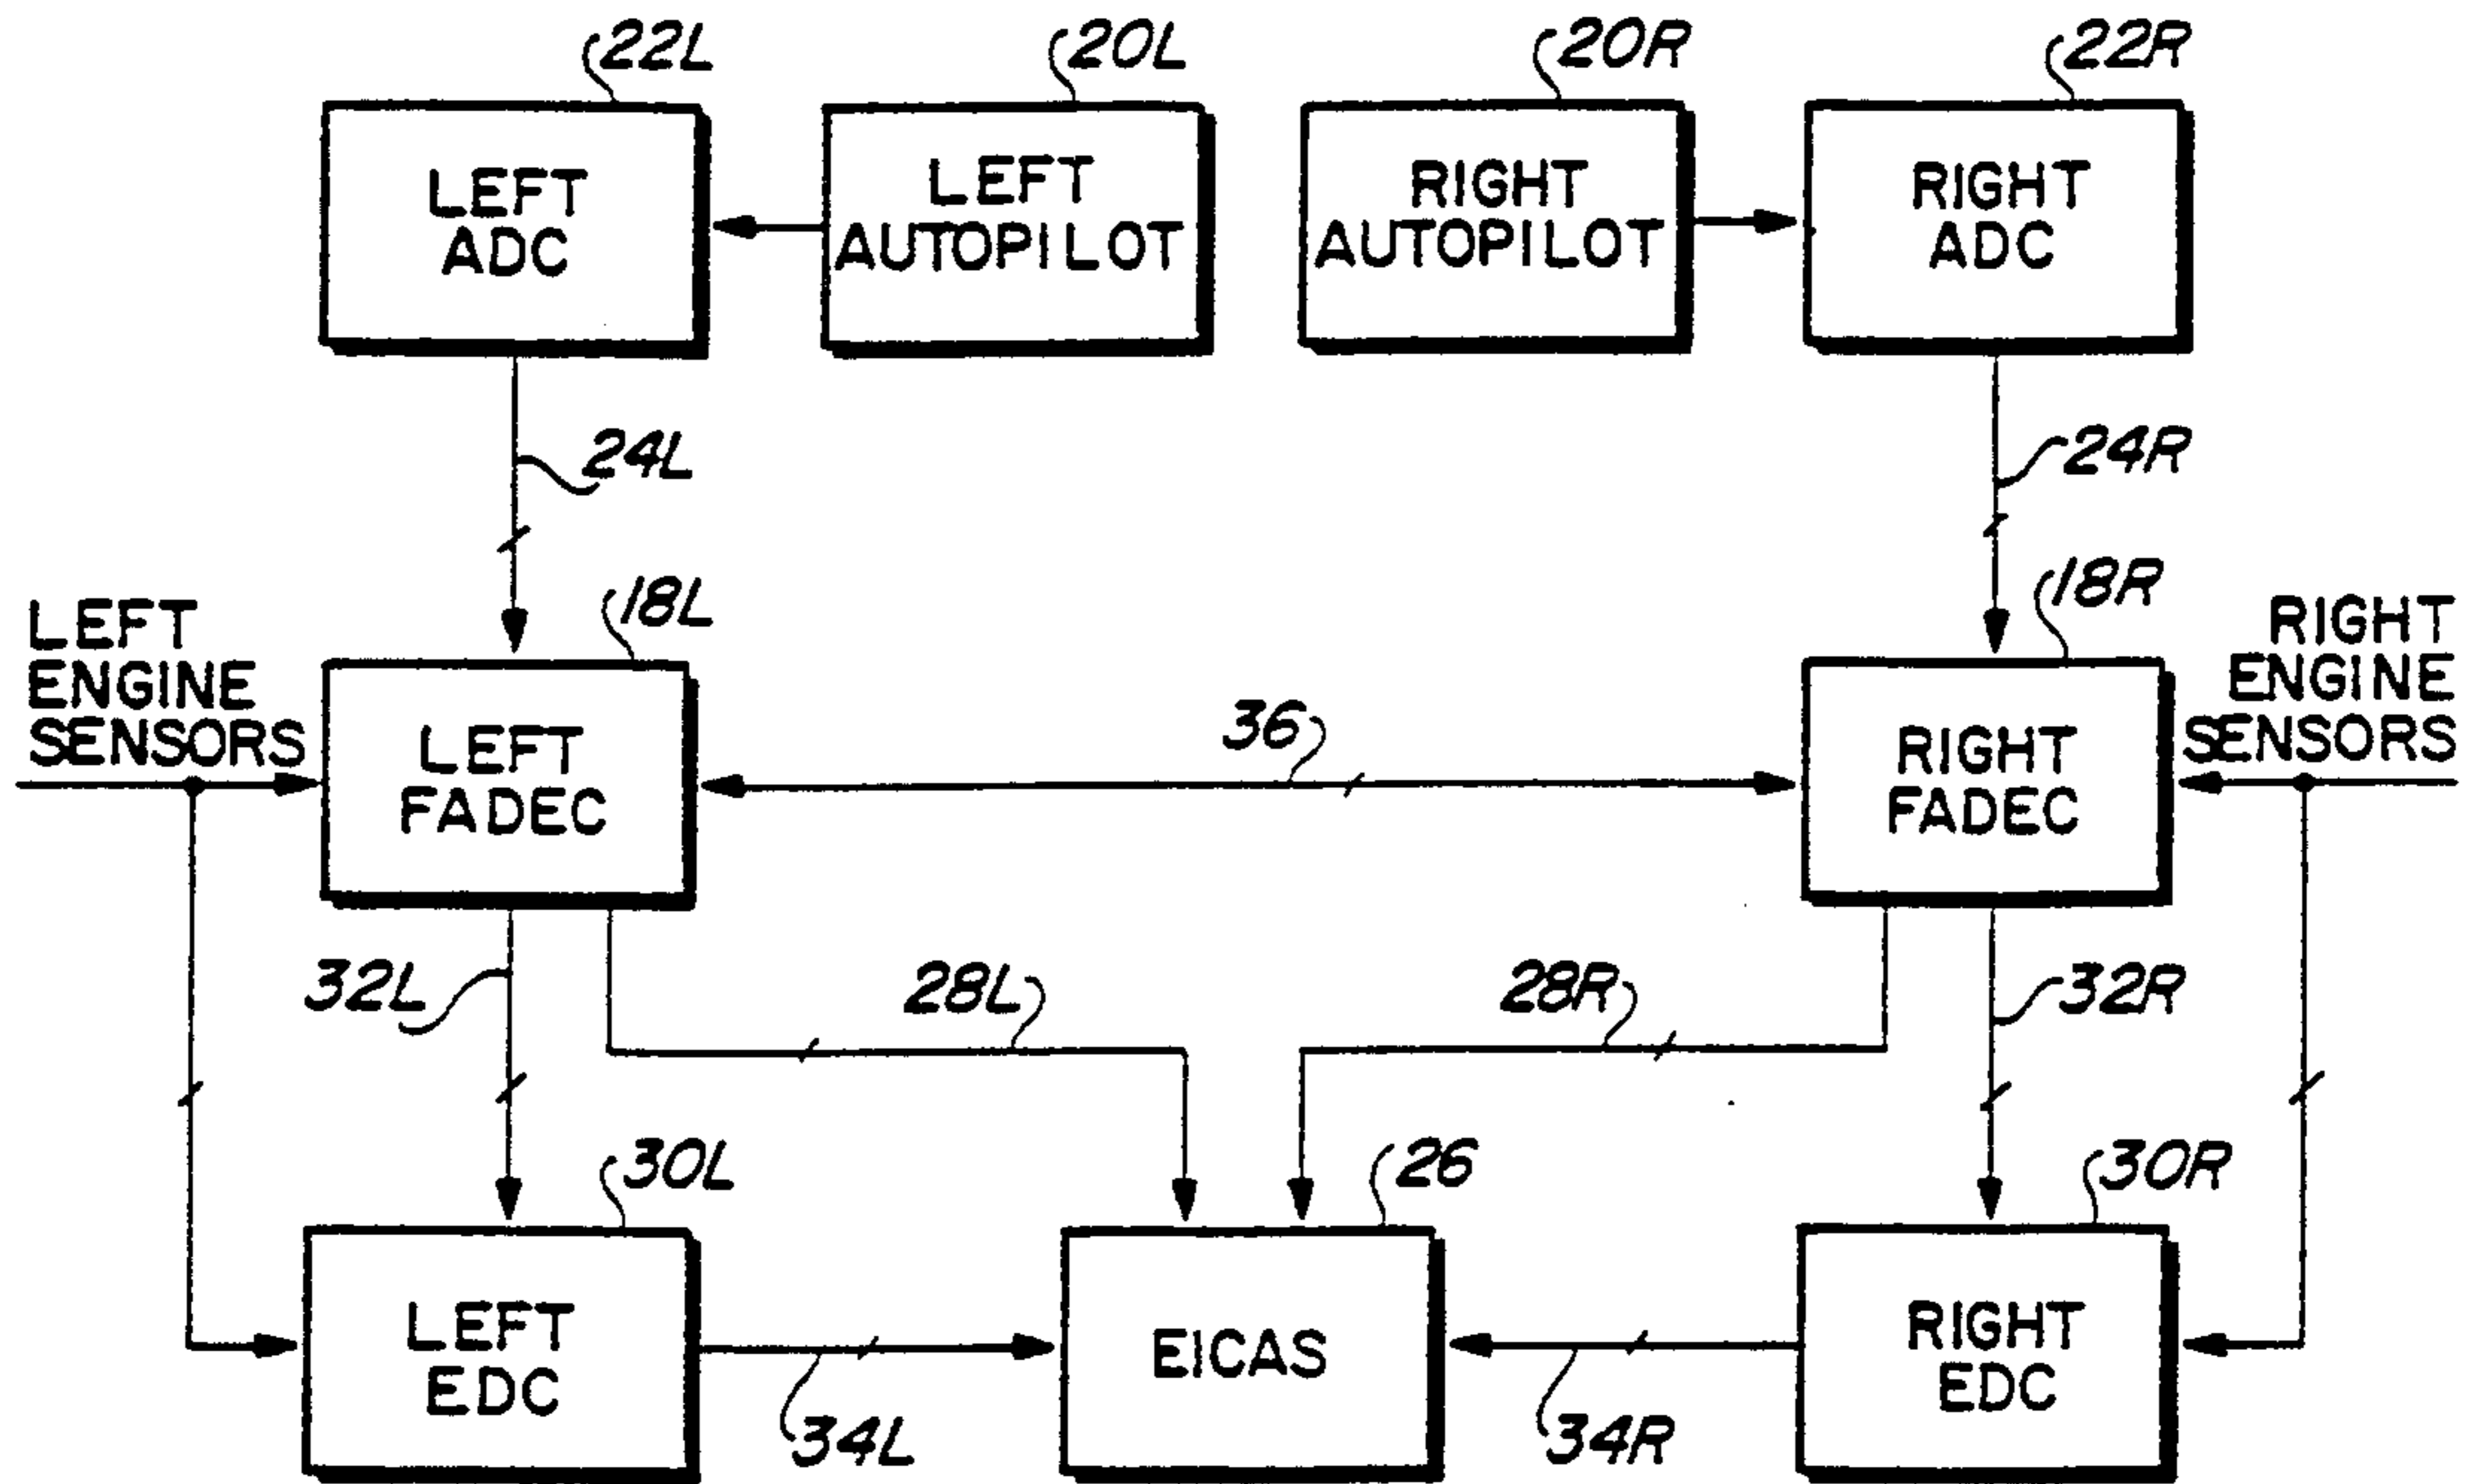 22L
20L
20R
22R
LEFT
ADC
LEFT
AUTOPILOT
RIGHT
AUTOPILOT
RIGHT
ADC
24L
24R
18L
18R
LEFT
ENGINE
SENSORS
RIGHT
ENGINE
SENSORS
LEFT
FADEC
36
RIGHT
FADEC
32L
28L
28R
32R
30L
26
30R
LEFT
EDC
EICAS
RIGHT
EDC
34L
34R